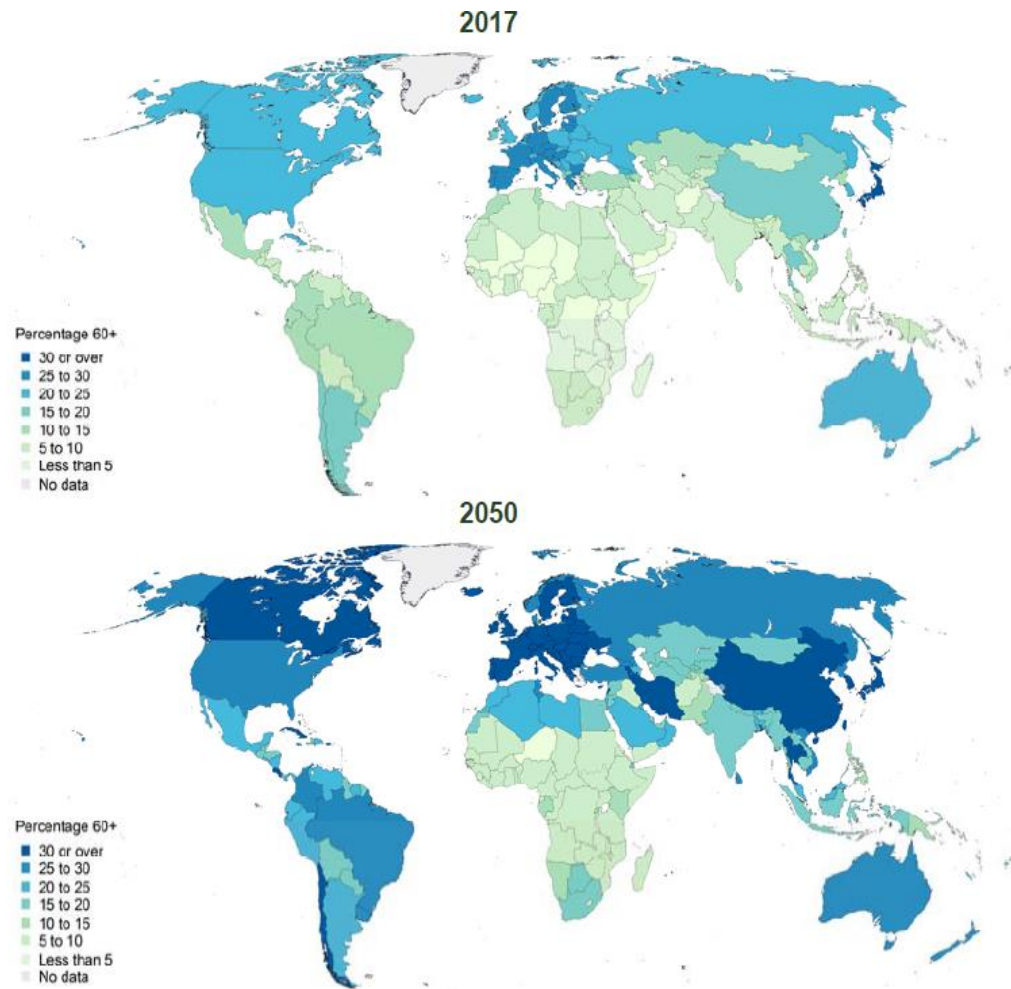 2017
Percentage 60+
30 or over
25 to 30
20 to 25
15 to 20
10 to 15
5 to 10
Less than 5
No data
2050
Percentage 60+
30 or over
25 to 30
20 to 25
15 to 20
10 to 15
5 to 10
Less than 5
No data